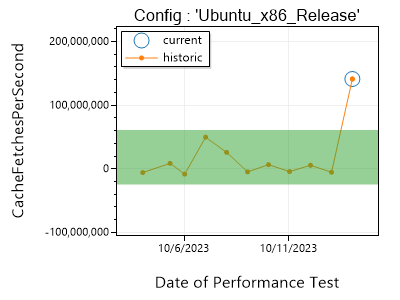 Config : 'Ubuntu_x86_Release'
current
historic
CacheFetchesPerSecond
200,000,000
100,000,000
0
-100,000,000
10/6/2023
10/11/2023
Date of Performance Test